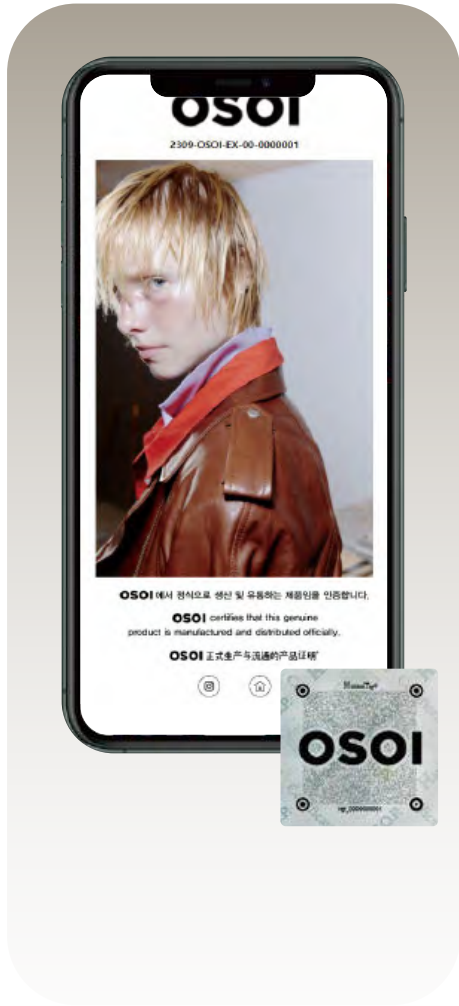 OSOI
2309-OSOI-EX-00-0000001
OSOI 에서 정식으로 생산 및 유통하는 제품임을 인증합니다.
OSOI certifies that this genuine
product is manufactured and distributed officially.
OSOI 正式生产与流通的产品证明
OSOI